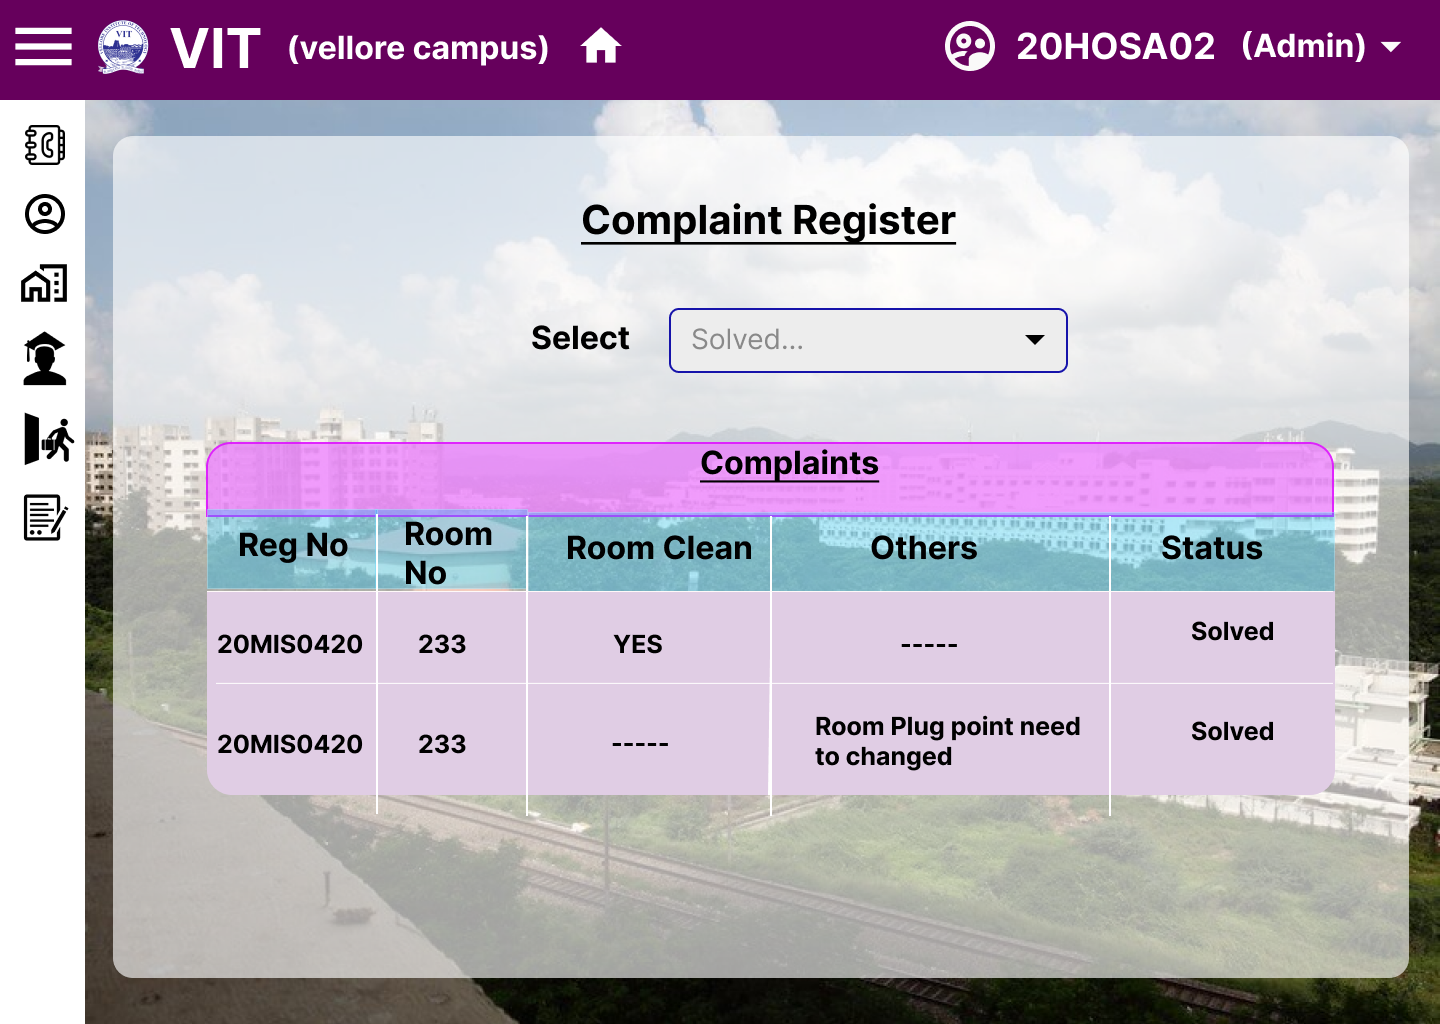 VIT (vellore campus) 20HOSA02 (Admin)
VIT
Complaint Register
Select Solved...
Complaints
Reg No Room No Room Clean Others Status
20MIS0420 233 YES ----- Solved
20MIS0420 233 ----- Room Plug point need
to changed Solved